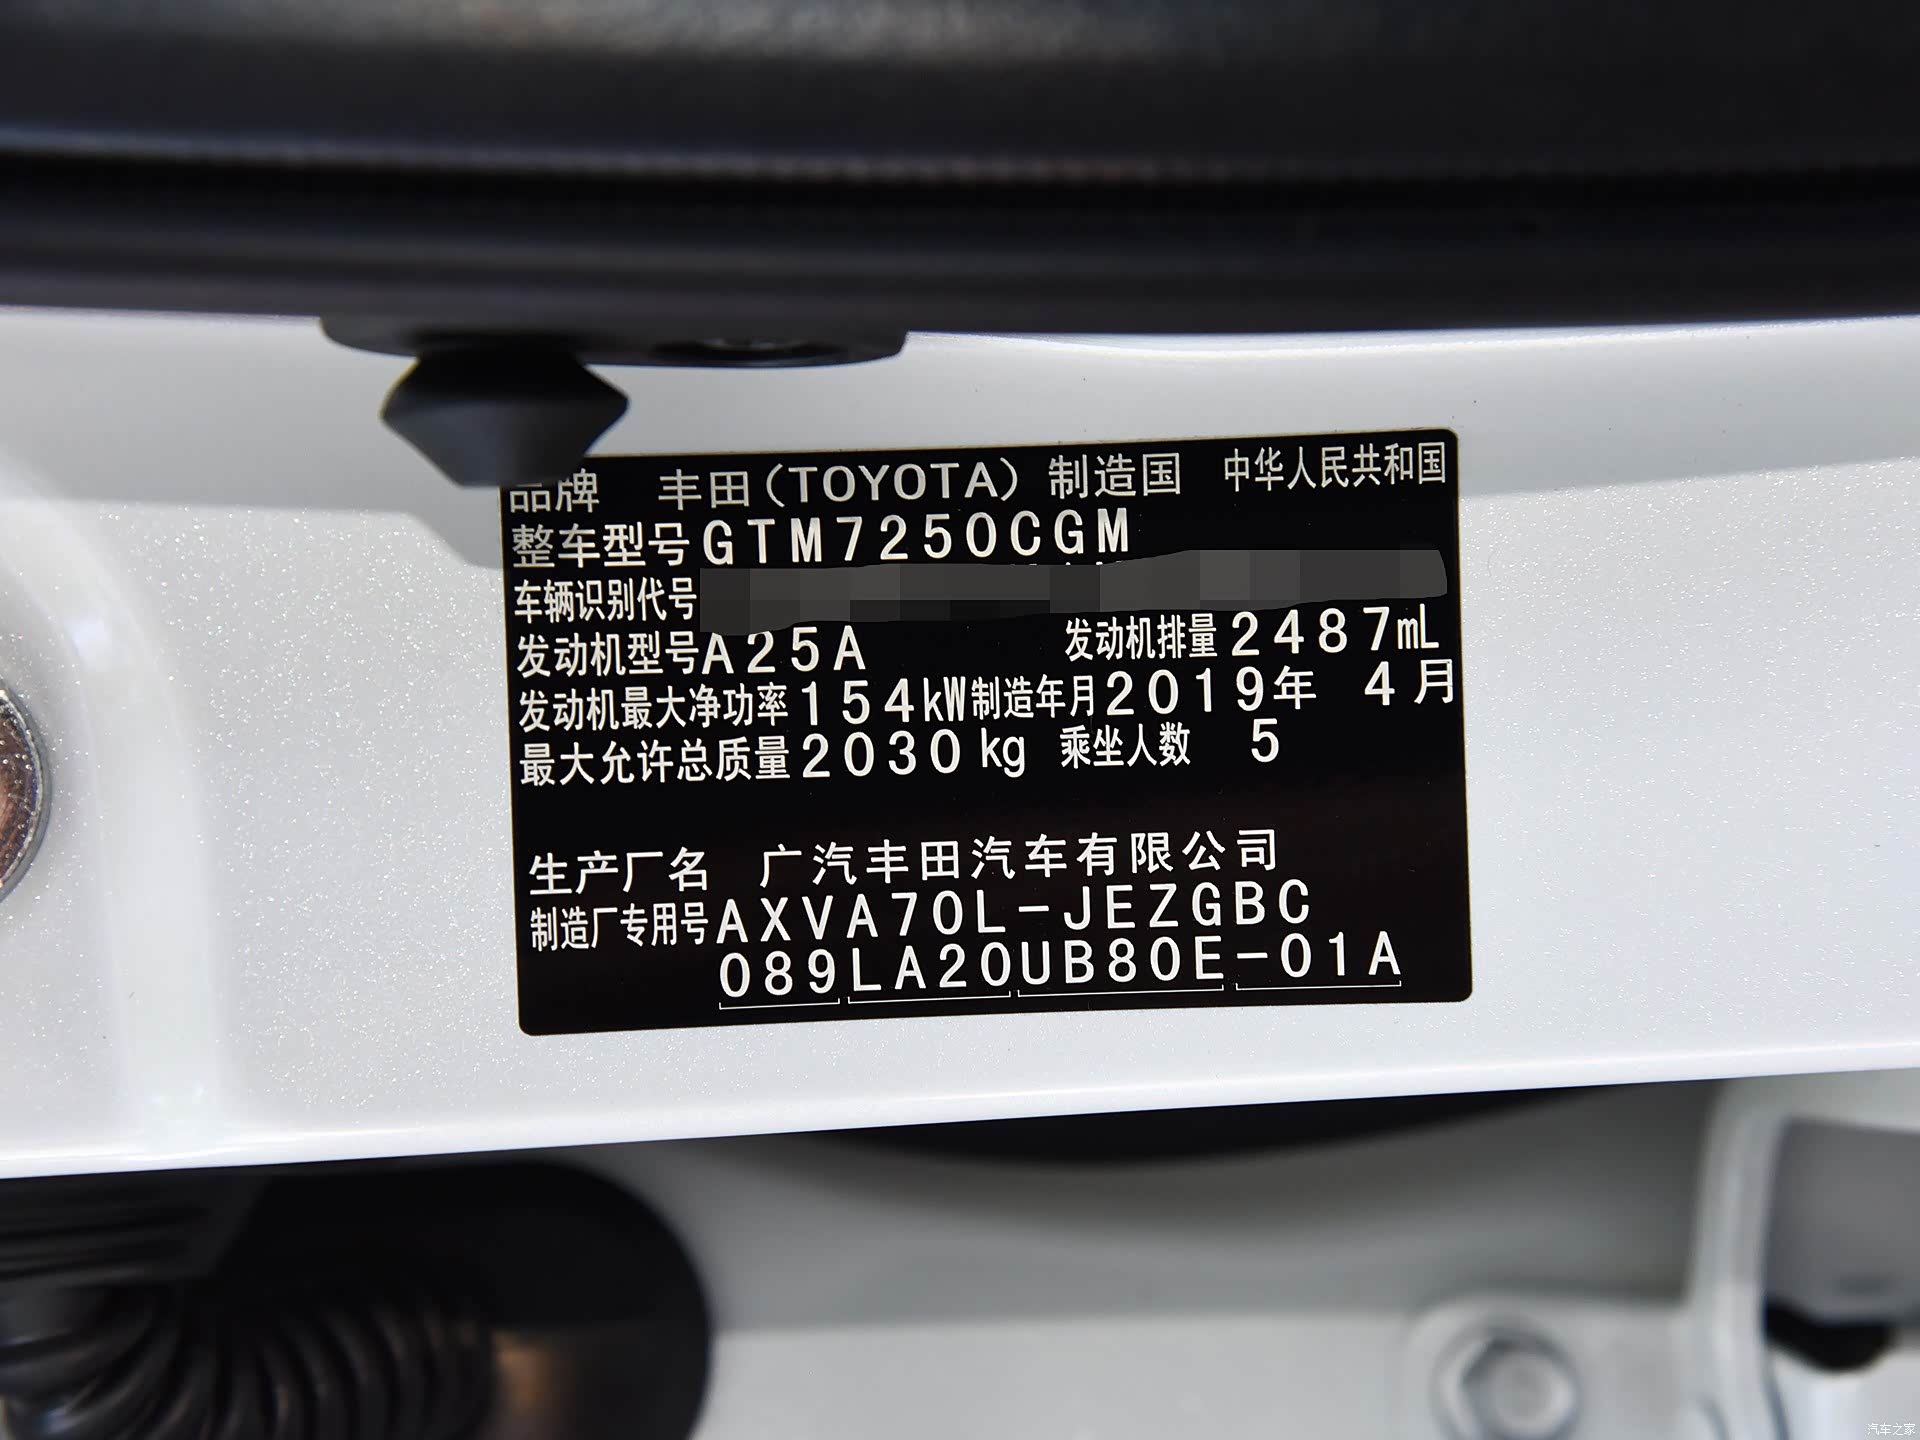 品牌 丰田(TOYOTA) 制造国 中华人民共和国
整车型号GTM7250CGM
车辆识别代号
发动机型号A25A 发动机排量2487mL
发动机最大净功率154kW制造年月2019年 4月
最大允许总质量2030kg 乘坐人数 5
生产厂名 广汽丰田汽车有限公司
制造厂专用号AXVA70L-JEZGBC
089LA20UB80E-01A
汽车之家